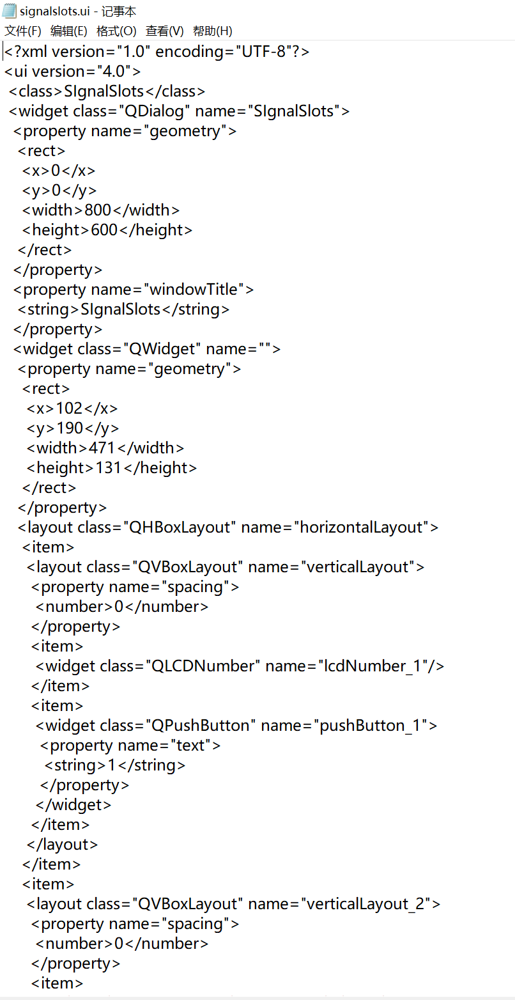 signalslots.ui - 记事本
文件(F) 编辑(E) 格式(O) 查看(V) 帮助(H)
<?xml version="1.0" encoding="UTF-8"?>
<ui version="4.0">
<class>SIgnalSlots</class>
<widget class="QDialog" name="SIgnalSlots">
<property name="geometry">
<rect>
<x>0</x>
<y>0</y>
<width>800</width>
<height>600</height>
</rect>
</property>
<property name="windowTitle">
<string>SIgnalSlots</string>
</property>
<widget class="QWidget" name="">
<property name="geometry">
<rect>
<x>102</x>
<y>190</y>
<width>471</width>
<height>131</height>
</rect>
</property>
<layout class="QHBoxLayout" name="horizontalLayout">
<item>
<layout class="QVBoxLayout" name="verticalLayout">
<property name="spacing">
<number>0</number>
</property>
<item>
<widget class="QLCDNumber" name="lcdNumber_1"/>
</item>
<item>
<widget class="QPushButton" name="pushButton_1">
<property name="text">
<string>1</string>
</property>
</widget>
</item>
</layout>
</item>
<item>
<layout class="QVBoxLayout" name="verticalLayout_2">
<property name="spacing">
<number>0</number>
</property>
<item>